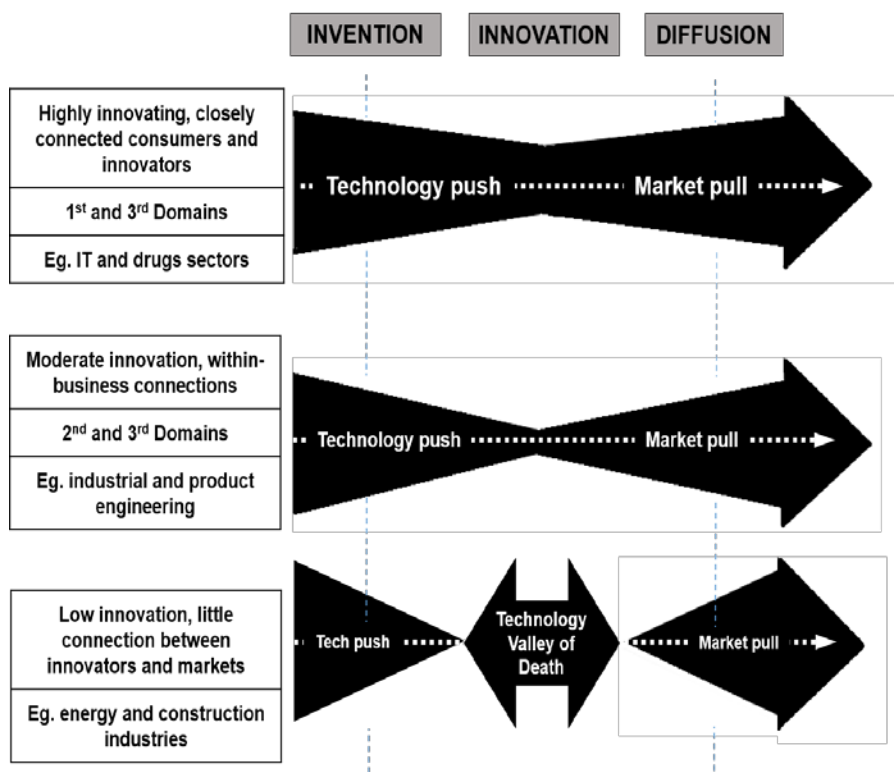 INVENTION
INNOVATION
DIFFUSION
Highly innovating, closely
connected consumers and
innovators
1st and 3rd Domains
Eg. IT and drugs sectors
Technology push
Market pull
Moderate innovation, within-
business connections
2nd and 3rd Domains
Eg. industrial and product
engineering
Technology push
Market pull
Low innovation, little
connection between
innovators and markets
Eg. energy and construction
industries
Tech push
Technology
Valley of
Death
Market pull